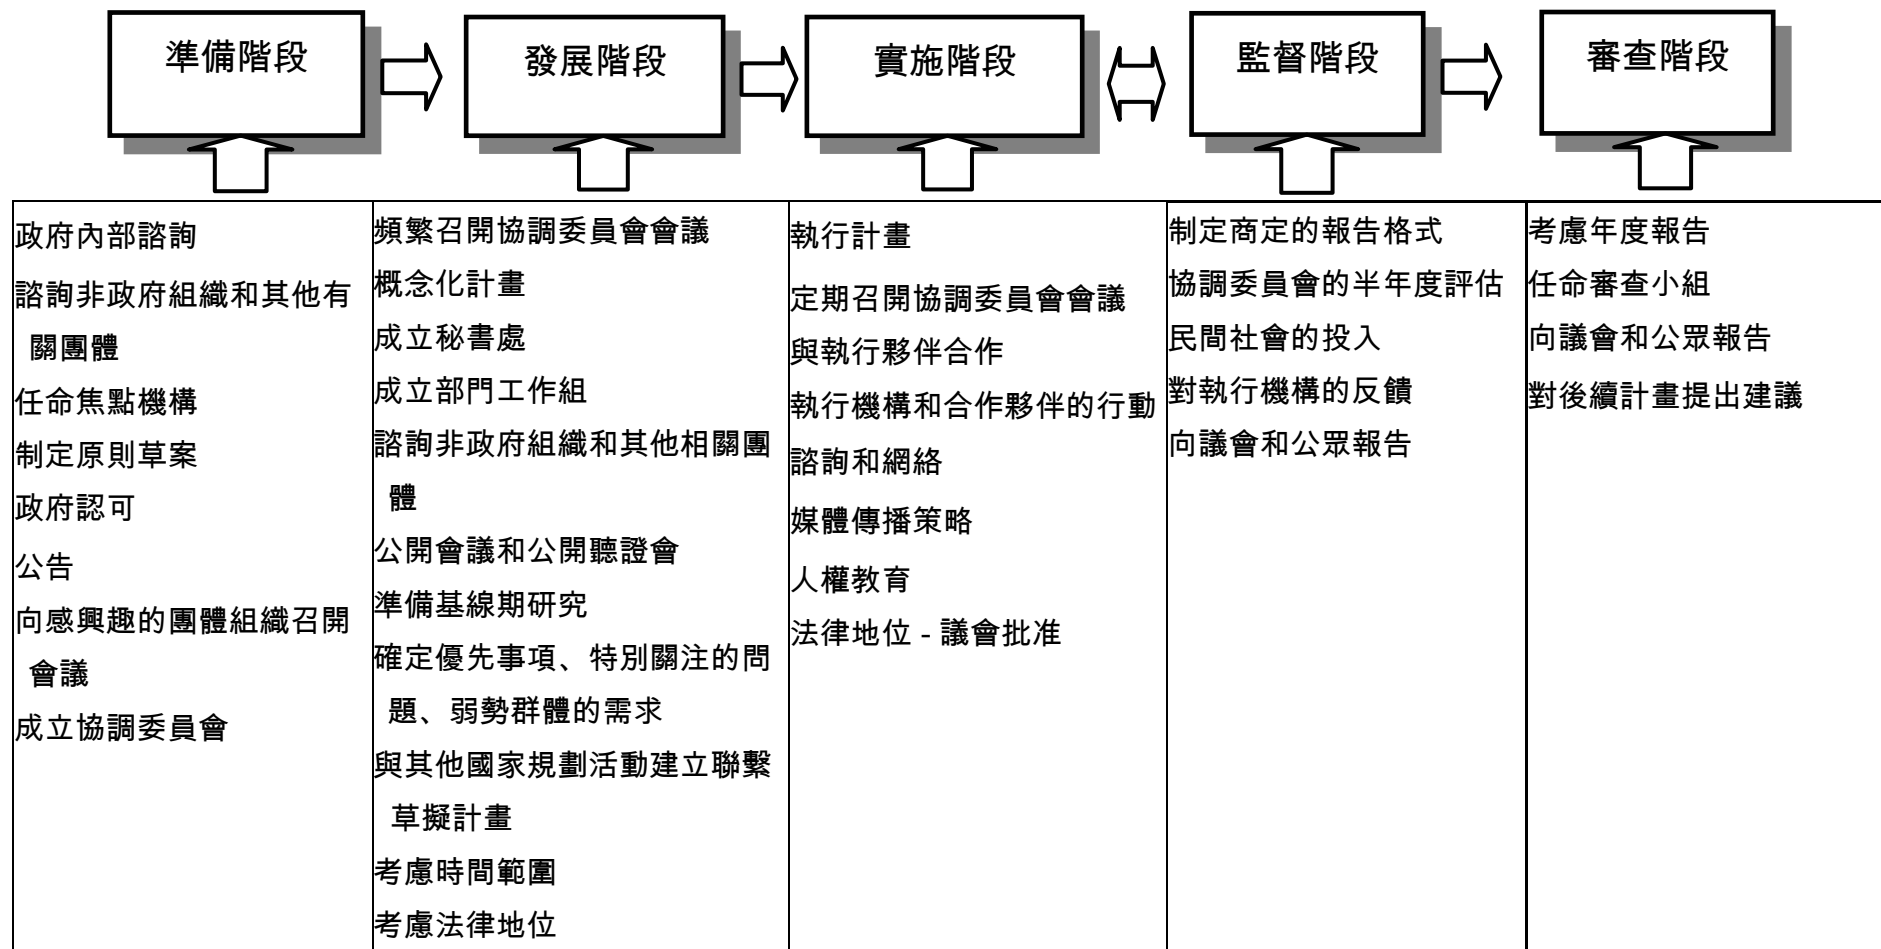 準備階段
發展階段
實施階段
監督階段
審查階段
政府內部諮詢
諮詢非政府組織和其他有
關團體
任命焦點機構
制定原則草案
政府認可
公告
向感興趣的團體組織召開
會議
成立協調委員會
頻繁召開協調委員會會議
概念化計畫
成立秘書處
成立部門工作組
諮詢非政府組織和其他相關團
體
公開會議和公開聽證會
準備基線期研究
確定優先事項、特別關注的問
題、弱勢群體的需求
與其他國家規劃活動建立聯繫
草擬計畫
考慮時間範圍
考慮法律地位
執行計畫
定期召開協調委員會會議
與執行夥伴合作
執行機構和合作夥伴的行動
諮詢和網絡
媒體傳播策略
人權教育
法律地位 - 議會批准
制定商定的報告格式
協調委員會的半年度評估
民間社會的投入
對執行機構的反饋
向議會和公眾報告
考慮年度報告
任命審查小組
向議會和公眾報告
對後續計畫提出建議